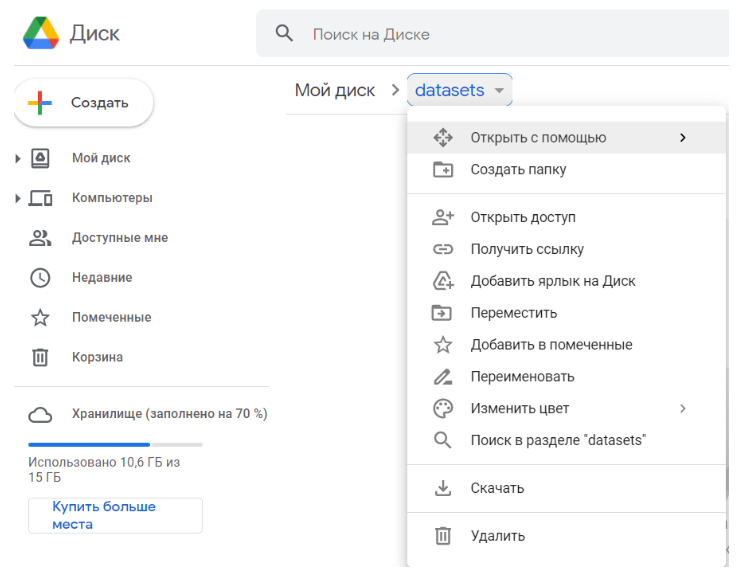 Диск
Поиск на Диске
Создать
Мой диск
Компьютеры
Доступные мне
Недавние
Помеченные
Корзина
Хранилище (заполнено на 70 %)
Использовано 10,6 ГБ из
15 ГБ
Купить больше
места
Мой диск
datasets
Открыть с помощью
Создать папку
Открыть доступ
Получить ссылку
Добавить ярлык на Диск
Переместить
Добавить в помеченные
Переименовать
Изменить цвет
Поиск в разделе "datasets"
Скачать
Удалить